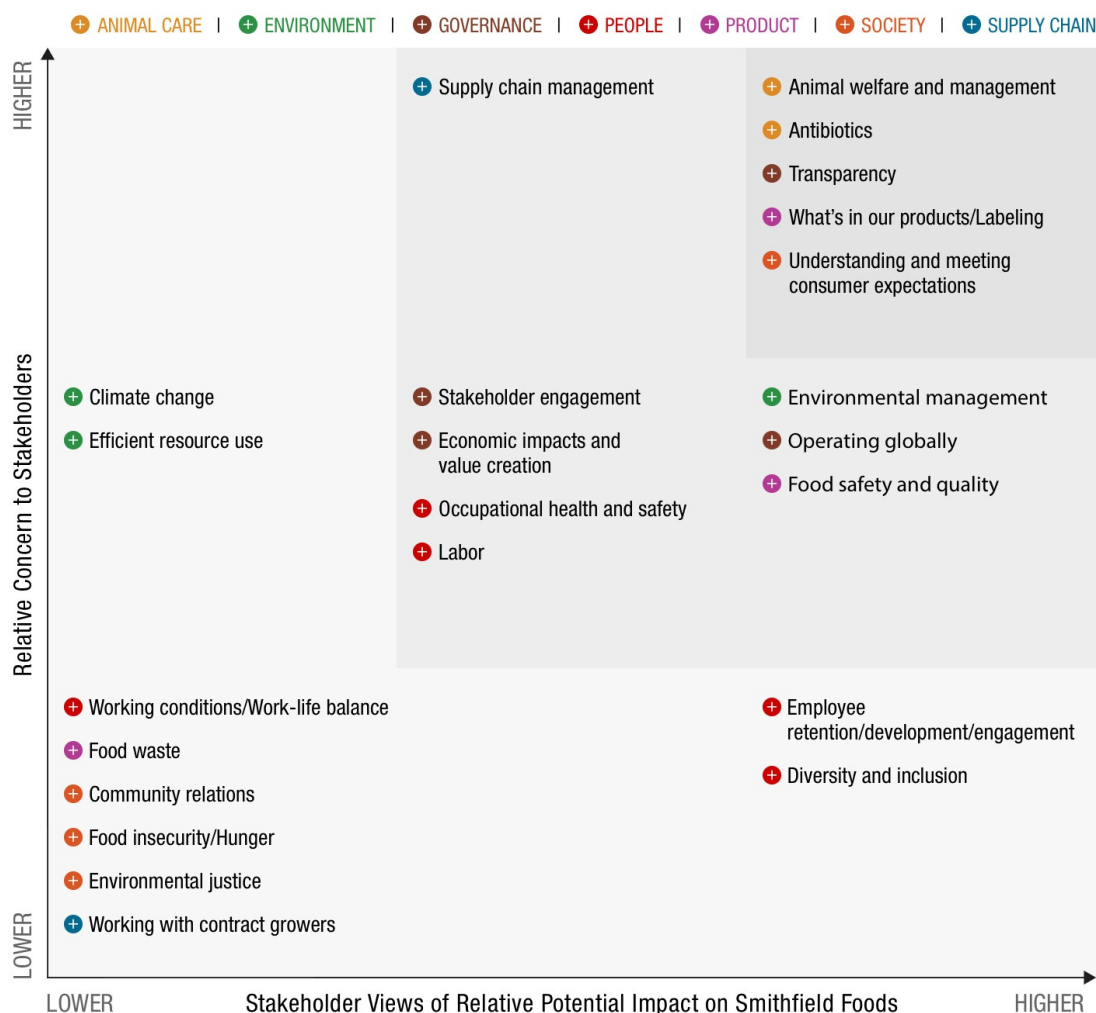 ANIMAL CARE | ENVIRONMENT | GOVERNANCE | PEOPLE | PRODUCT | SOCIETY | SUPPLY CHAIN
HIGHER
Relative Concern to Stakeholders
LOWER
Supply chain management
Animal welfare and management
Antibiotics
Transparency
What's in our products/Labeling
Understanding and meeting
consumer expectations
Climate change
Efficient resource use
Stakeholder engagement
Economic impacts and
value creation
Occupational health and safety
Labor
Environmental management
Operating globally
Food safety and quality
Working conditions/Work-life balance
Food waste
Community relations
Food insecurity/Hunger
Environmental justice
Working with contract growers
Employee
retention/development/engagement
Diversity and inclusion
LOWER
Stakeholder Views of Relative Potential Impact on Smithfield Foods
HIGHER